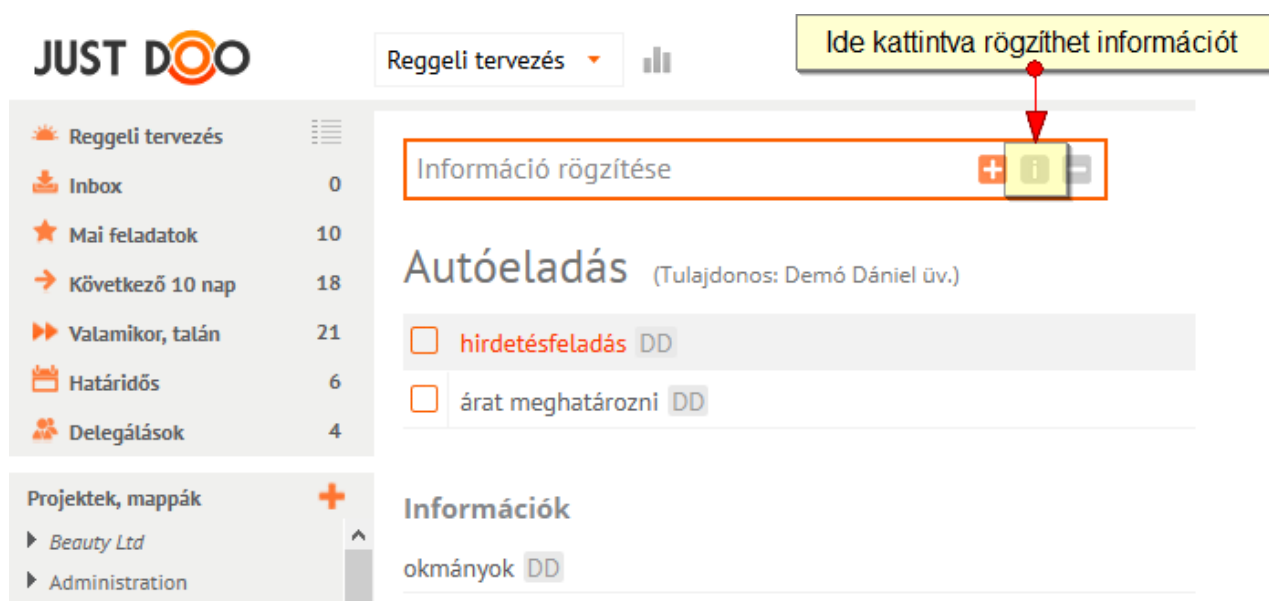 JUST DOO
Reggeli tervezés
Ide kattintva rögzíthet információt
Reggeli tervezés
Inbox 0
Mai feladatok 10
Következő 10 nap 18
Valamikor, talán 21
Határidős 6
Delegálások 4
Projektek, mappák
Beauty Ltd
Administration
Információ rögzítése
i
Autóeladás (Tulajdonos: Demó Dániel üv.)
hirdetésfeladás DD
árat meghatározni DD
Információk
okmányok DD